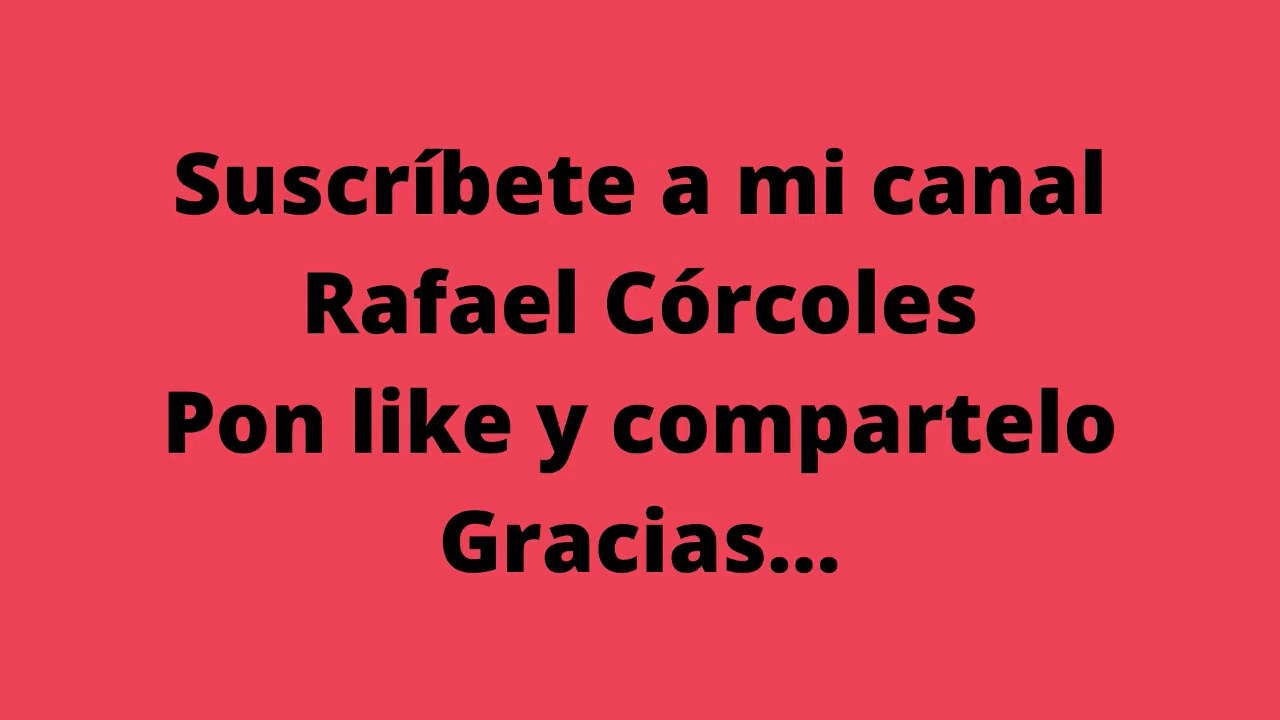 Suscríbete a mi canal
Rafael Córcoles
Pon like y compartelo
Gracias...